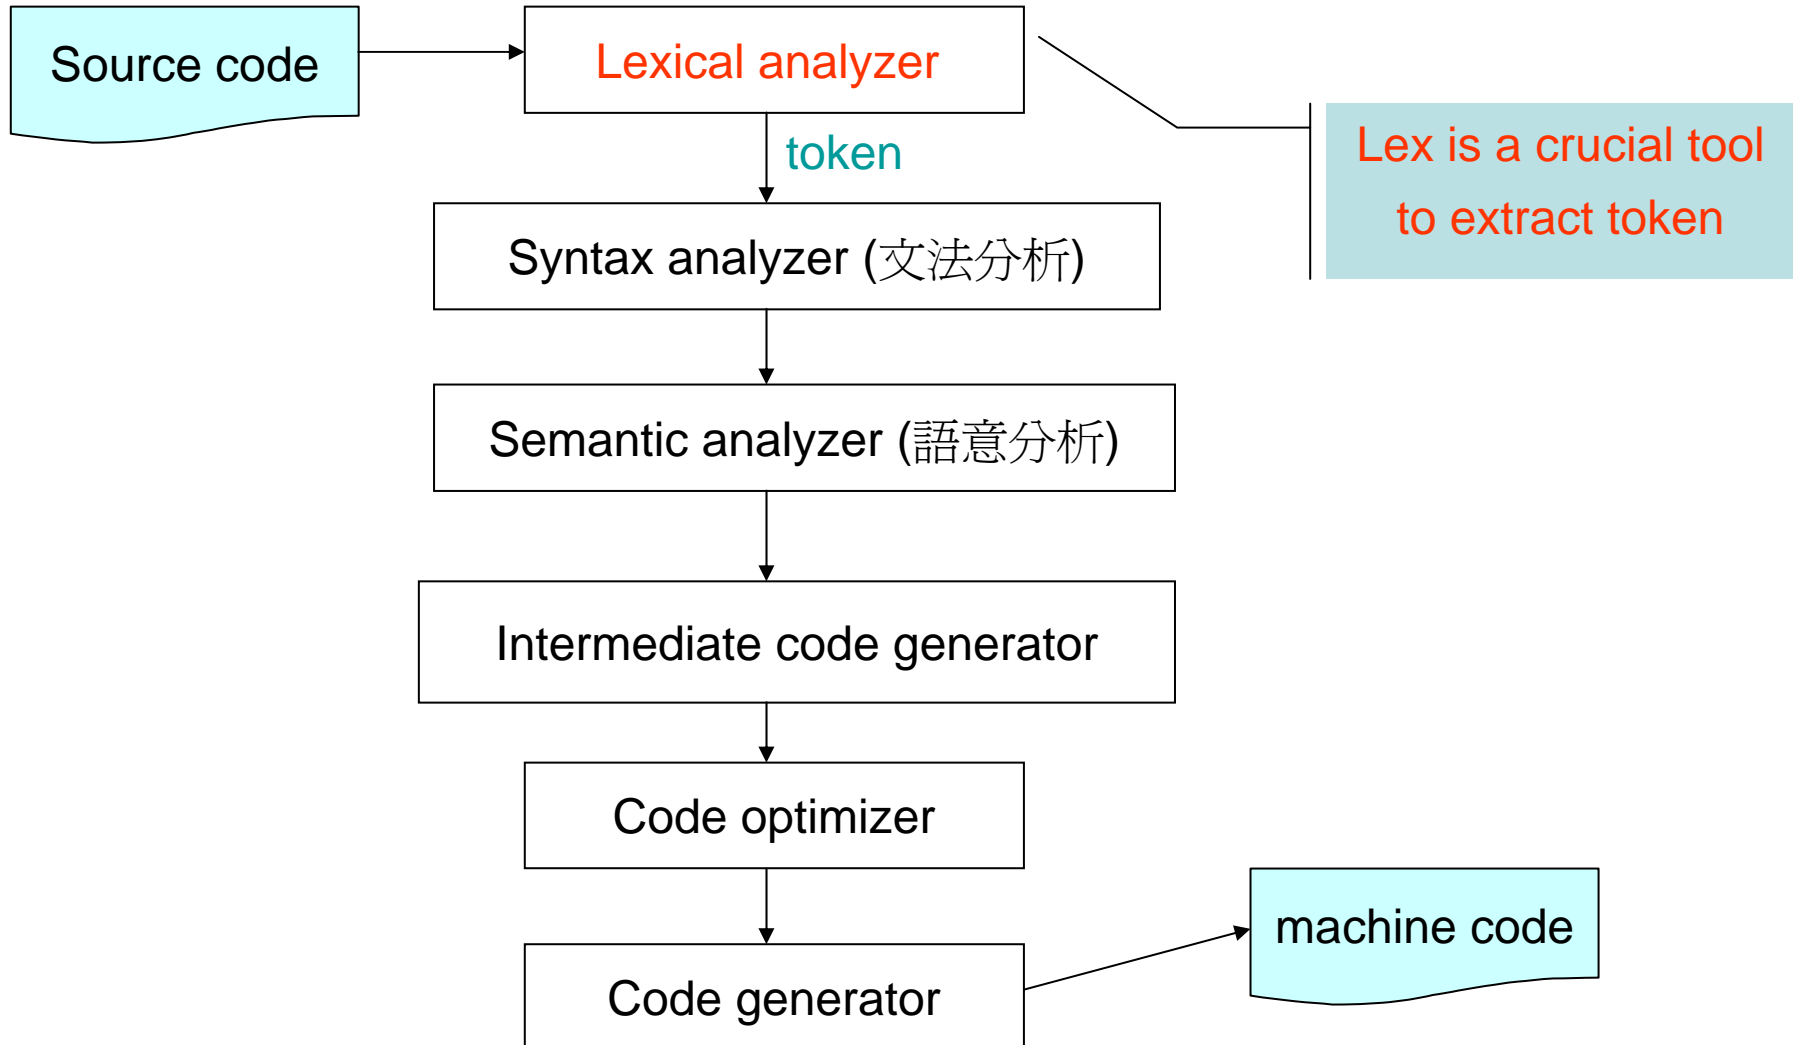 Source code
Lexical analyzer
token
Lex is a crucial tool
to extract token
Syntax analyzer (文法分析)
Semantic analyzer (語意分析)
Intermediate code generator
Code optimizer
Code generator
machine code